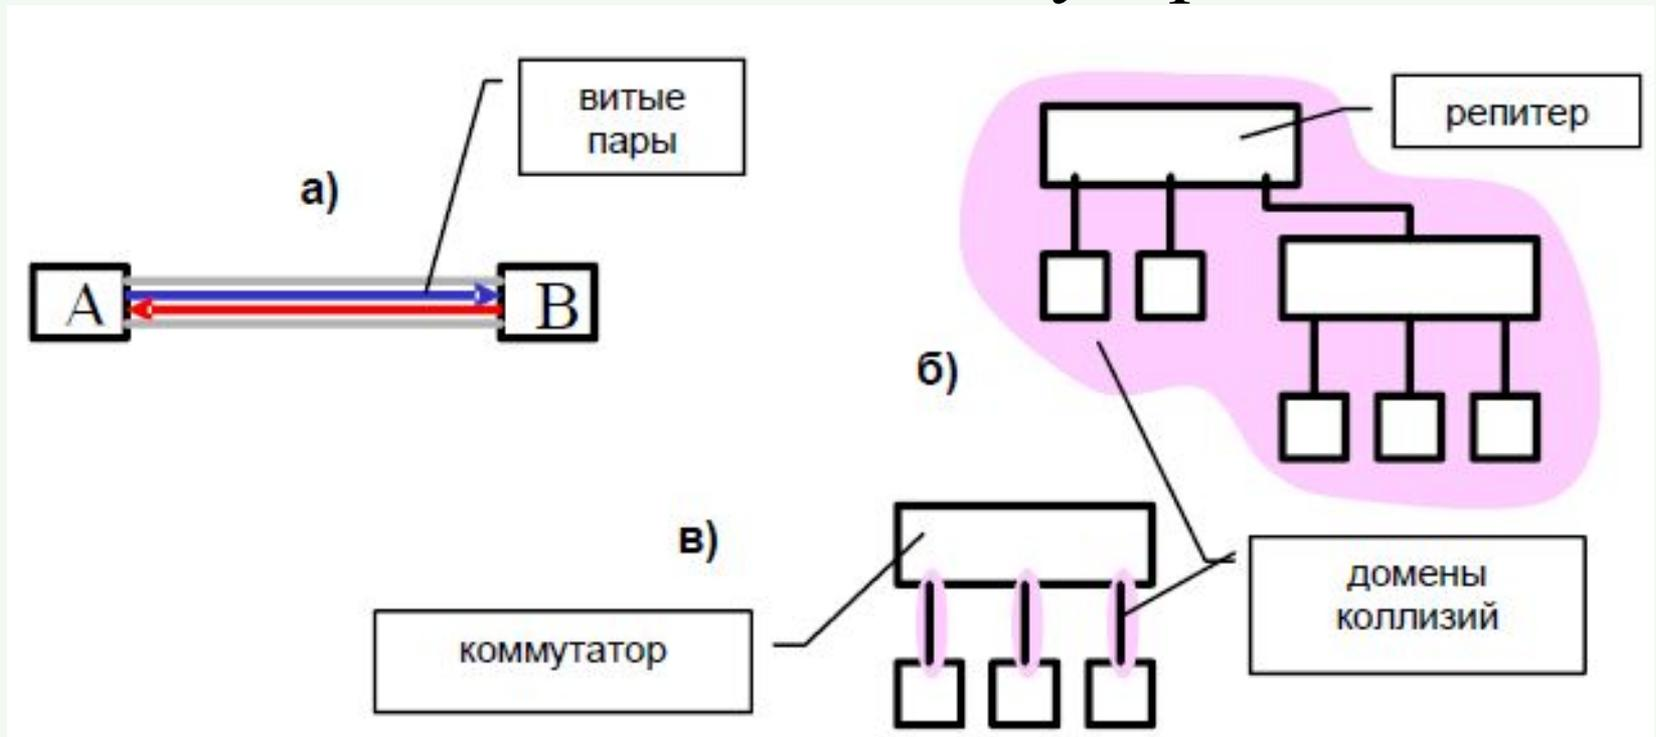 витые
пары
репитер
а)
A
B
б)
в)
домены
коллизий
коммутатор